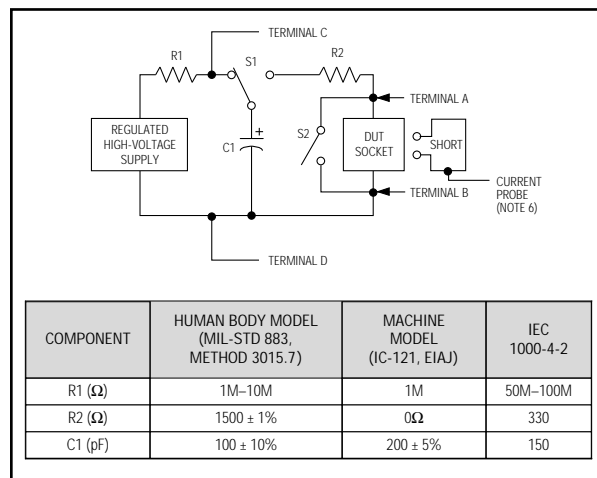 TERMINAL C
R1
S1
R2
TERMINAL A
REGULATED
HIGH-VOLTAGE
SUPPLY
C1
+
S2
DUT
SOCKET
SHORT
TERMINAL B
CURRENT
PROBE
(NOTE 6)
TERMINAL D
COMPONENT
HUMAN BODY MODEL
(MIL-STD 883,
METHOD 3015.7)
MACHINE
MODEL
(IC-121, EIAJ)
IEC
1000-4-2
R1 (Ω) 1M–10M 1M 50M–100M
R2 (Ω) 1500 ± 1% 0Ω 330
C1 (pF) 100 ± 10% 200 ± 5% 150